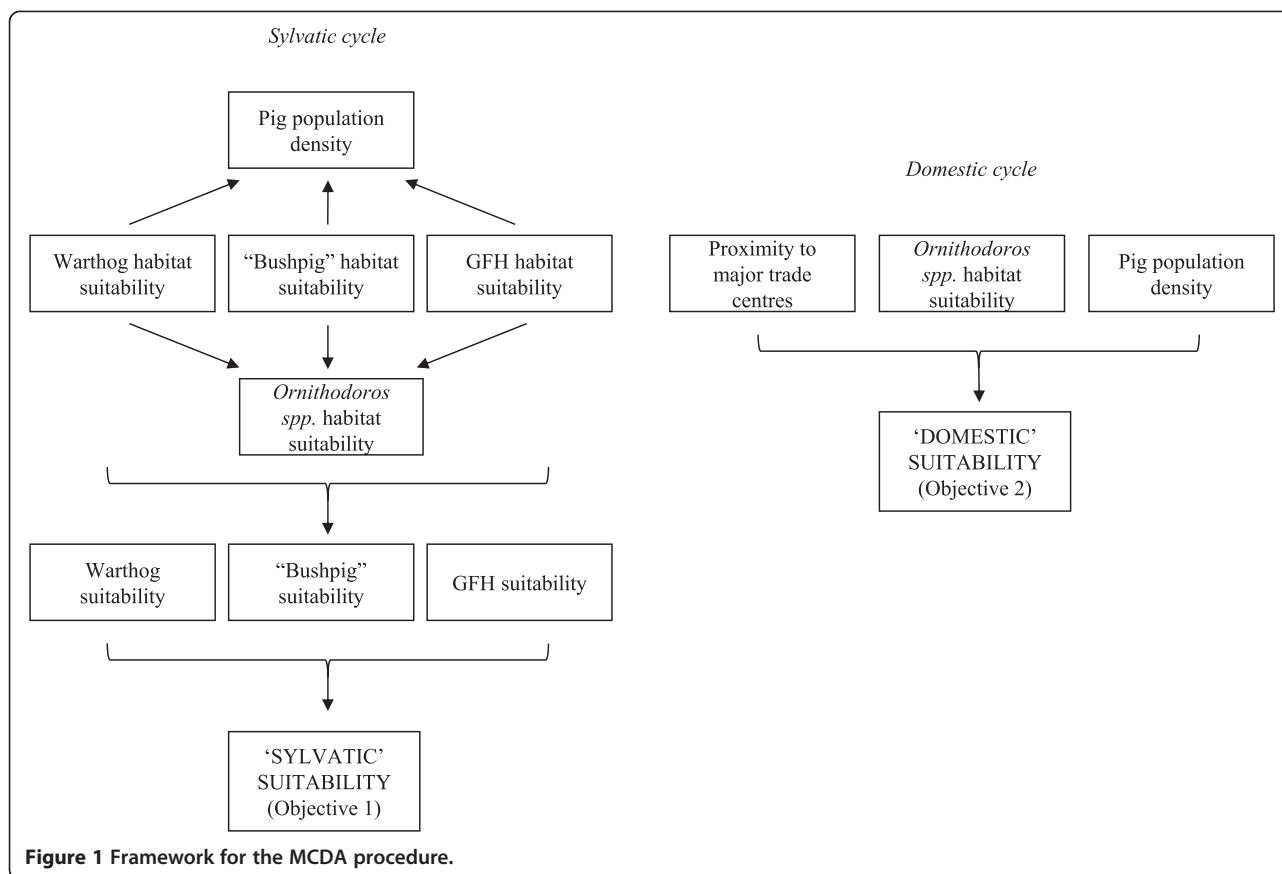 Sylvatic cycle
Pig population
density
Warthog habitat
suitability
“Bushpig” habitat
suitability
GFH habitat
suitability
Ornithodoros
spp. habitat
suitability
Warthog
suitability
“Bushpig”
suitability
GFH suitability
‘SYLVATIC’
SUITABILITY
(Objective 1)
Domestic cycle
Proximity to
major trade
centres
Ornithodoros
spp. habitat
suitability
Pig population
density
‘DOMESTIC’
SUITABILITY
(Objective 2)
Figure 1 Framework for the MCDA procedure.